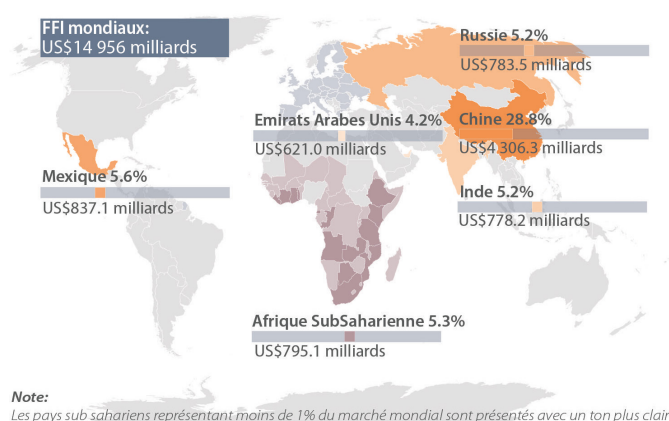 FFI mondiaux:
US$14 956 milliards
Russie 5.2%
US$783.5 milliards
Emirats Arabes Unis 4.2%
US$621.0 milliards
Chine 28.8%
US$4 306.3 milliards
Mexique 5.6%
US$837.1 milliards
Inde 5.2%
US$778.2 milliards
Afrique SubSaharienne 5.3%
US$795.1 milliards
Note:
Les pays sub sahariens représentant moins de 1% du marché mondial sont présentés avec un ton plus clair